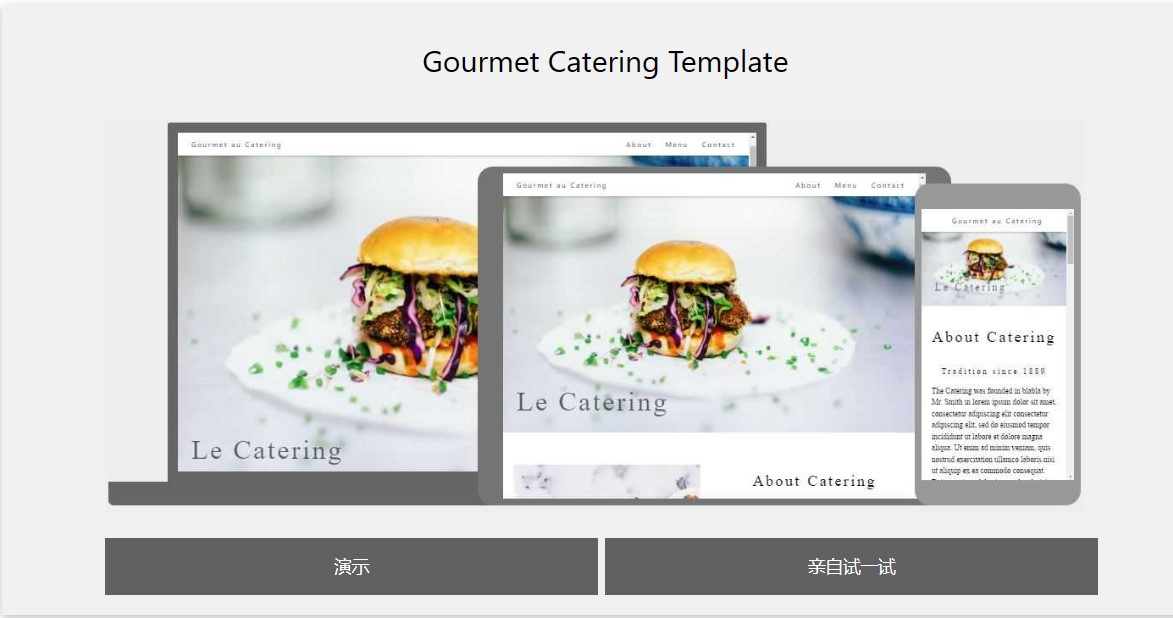 Gourmet Catering Template
Gourmet au Catering
About Menu Contact
Le Catering
Gourmet au Catering
About Menu Contact
Le Catering
About Catering
Gourmet au Catering
Le Catering
About Catering
Tradition since 1889
The Catering was founded in blabla by
Mr. Smith in lorem ipsum dolor sit amet,
consectetur adipiscing elit consectetur
adipiscing elit, sed do eiusmod tempor
incididunt ut labore et dolore magna
aliqua. Ut enim ad minim veniam, quis
nostrud exercitation ullamco laboris nisi
ut aliquip ex ea commodo consequat.
演示
亲自试一试